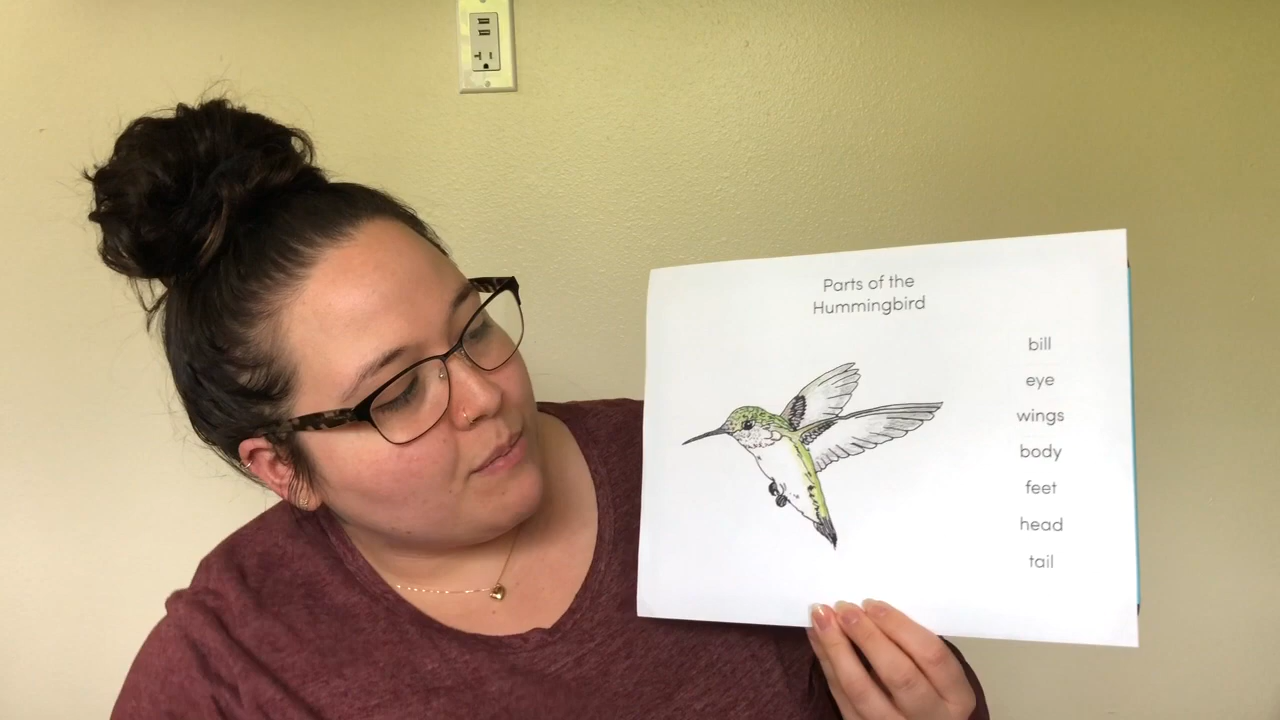 Parts of the
Hummingbird
bill
eye
wings
body
feet
head
tail